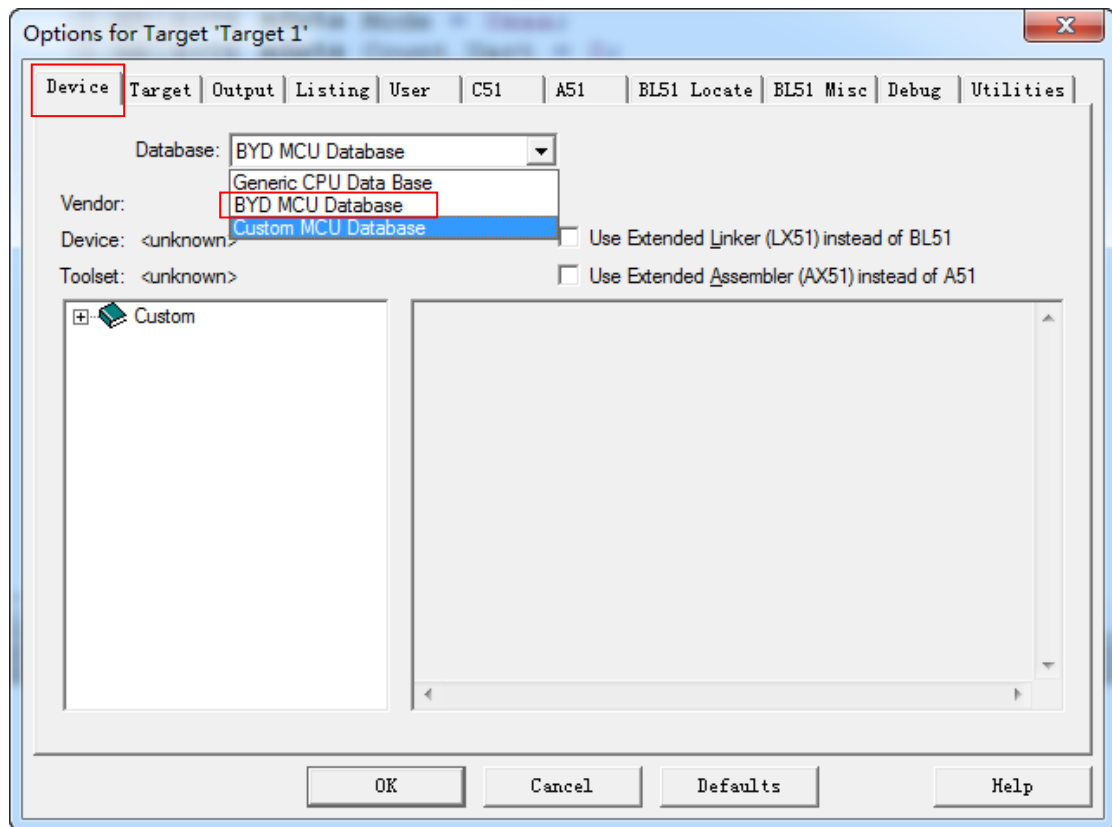 Options for Target 'Target 1'
Device Target Output Listing User C51 A51 BL51 Locate BL51 Misc Debug Utilities
Database: BYD MCU Database
Generic CPU Data Base
Vendor: BYD MCU Database
Custom MCU Database
Device: <unknown> Use Extended Linker (LX51) instead of BL51
Toolset: <unknown> Use Extended Assembler (AX51) instead of A51
Custom
OK Cancel Defaults Help